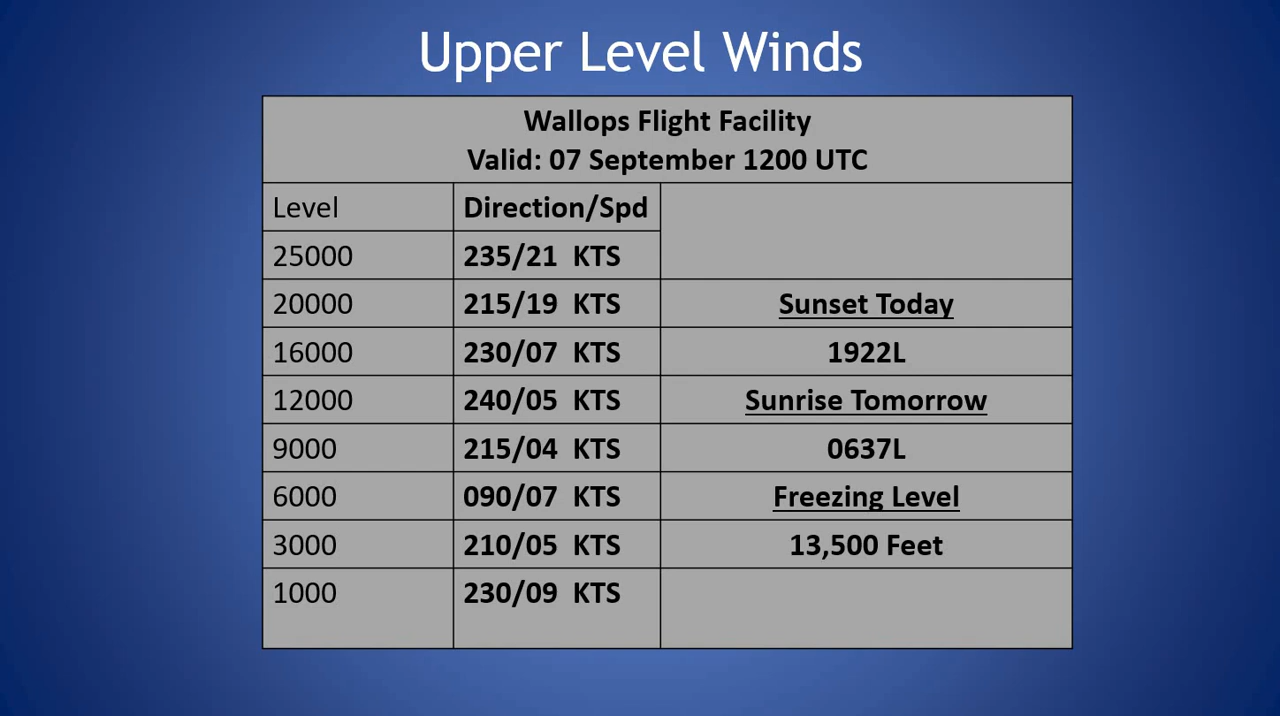 Upper Level Winds
Wallops Flight Facility
Valid: 07 September 1200 UTC
Level Direction/Spd
25000 235/21 KTS
20000 215/19 KTS Sunset Today
16000 230/07 KTS 1922L
12000 240/05 KTS Sunrise Tomorrow
9000 215/04 KTS 0637L
6000 090/07 KTS Freezing Level
3000 210/05 KTS 13,500 Feet
1000 230/09 KTS